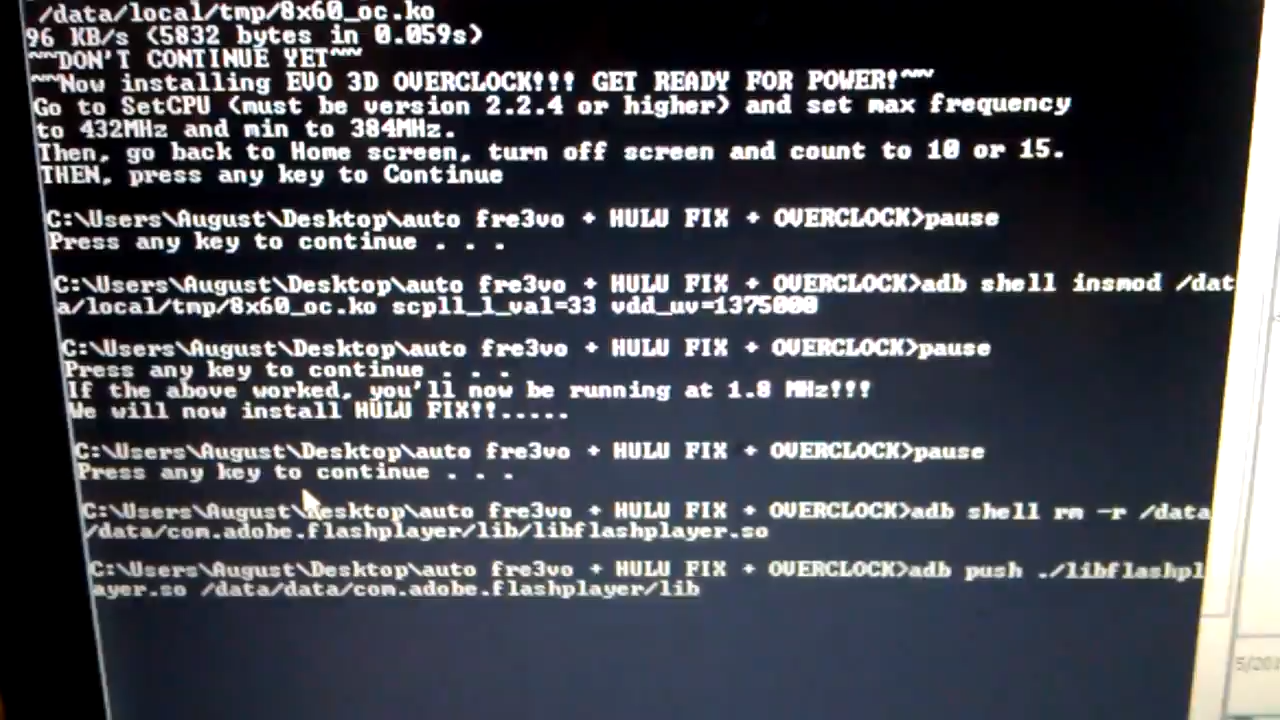 /data/local/tmp/8x60_oc.ko
96 KB/s (5832 bytes in 0.059s)
~~DON'T CONTINUE YET~~
~~Now installing EVO 3D OVERCLOCK!!! GET READY FOR POWER!~~
Go to SetCPU (must be version 2.2.4 or higher) and set max frequency
to 432MHz and min to 384MHz.
Then, go back to Home screen, turn off screen and count to 10 or 15.
THEN, press any key to Continue
C:\Users\August\Desktop\auto fre3vo + HULU FIX + OVERCLOCK>pause
Press any key to continue . . .
C:\Users\August\Desktop\auto fre3vo + HULU FIX + OVERCLOCK>adb shell insmod /dat
a/local/tmp/8x60_oc.ko scpll_l_val=33 vdd_uv=1375000
C:\Users\August\Desktop\auto fre3vo + HULU FIX + OVERCLOCK>pause
Press any key to continue . . .
If the above worked, you'll now be running at 1.8 MHz!!!
We will now install HULU FIX!!.....
C:\Users\August\Desktop\auto fre3vo + HULU FIX + OVERCLOCK>pause
Press any key to continue . . .
C:\Users\August\Desktop\auto fre3vo + HULU FIX + OVERCLOCK>adb shell rm -r /data
/data/com.adobe.flashplayer/lib/libflashplayer.so
C:\Users\August\Desktop\auto fre3vo + HULU FIX + OVERCLOCK>adb push ./libflashpl
ayer.so /data/data/com.adobe.flashplayer/lib